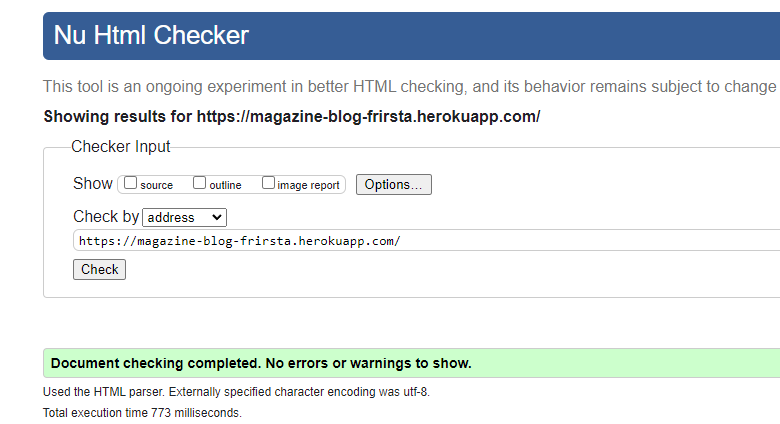 Nu Html Checker
This tool is an ongoing experiment in better HTML checking, and its behavior remains subject to change
Showing results for https://magazine-blog-frirsta.herokuapp.com/
Checker Input
Show source outline image report Options...
Check by address
https://magazine-blog-frirsta.herokuapp.com/
Check
Document checking completed. No errors or warnings to show.
Used the HTML parser. Externally specified character encoding was utf-8.
Total execution time 773 milliseconds.